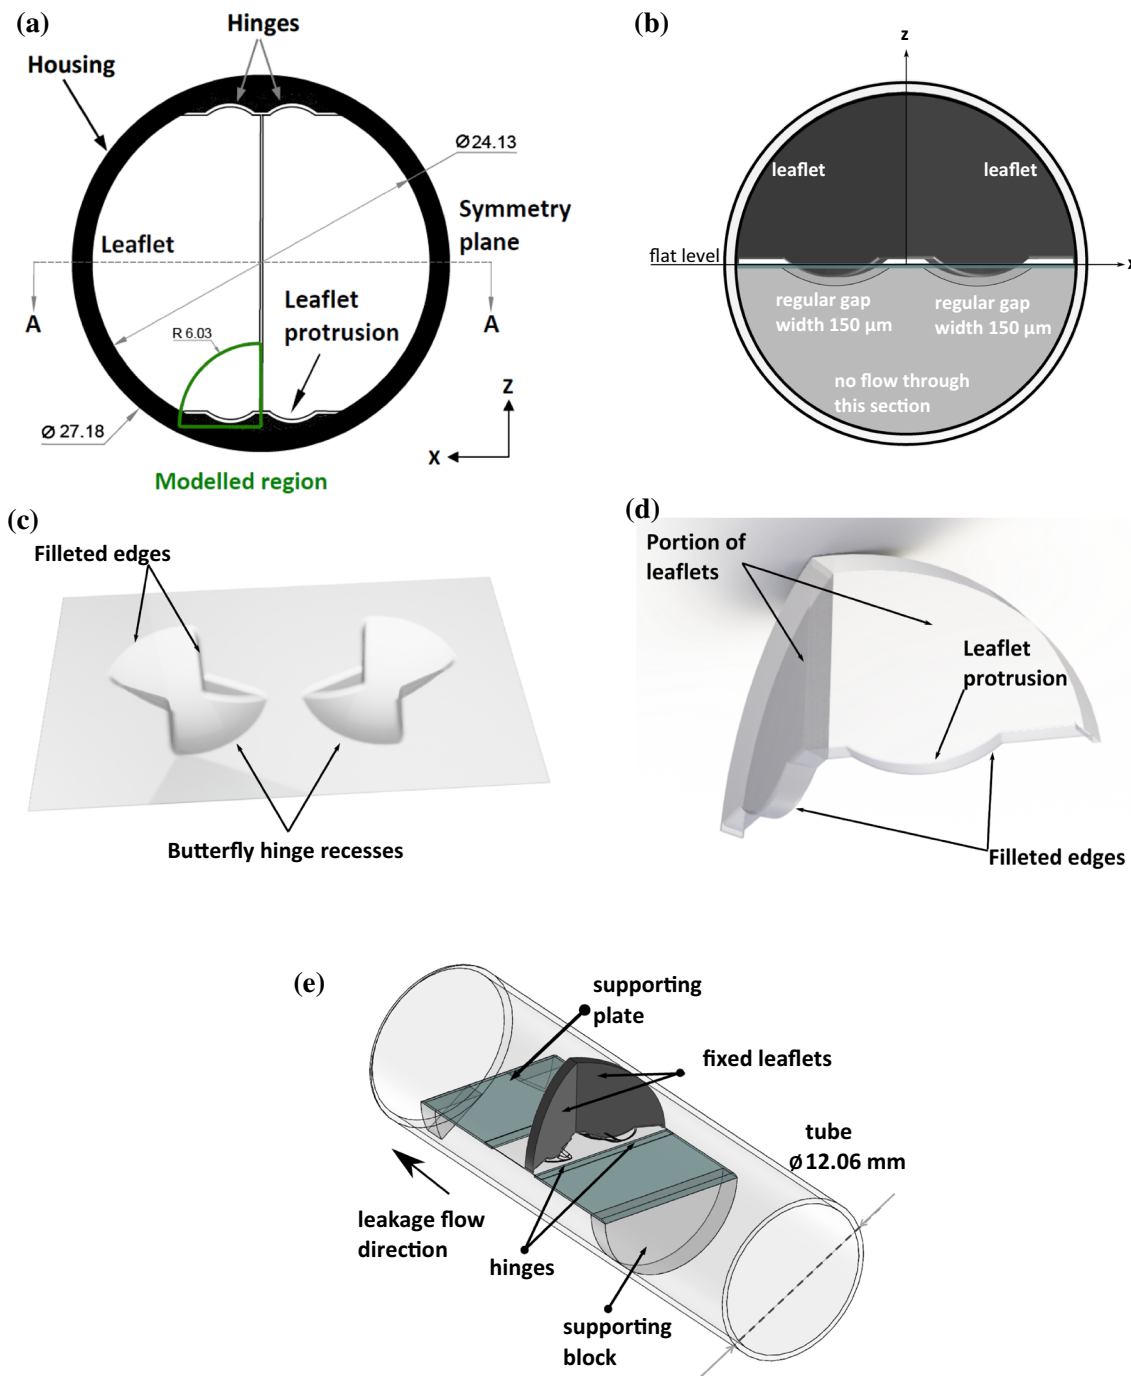 (a)
Hinges
Housing
Ø 24.13
Symmetry
plane
Leaflet
A
A
Leaflet
protrusion
R 6.03
Ø 27.18
Z
X
Modelled region
(b)
z
leaflet
leaflet
flat level
x
regular gap
width 150 μm
regular gap
width 150 μm
no flow through
this section
(c)
Filleted edges
Butterfly hinge recesses
(d)
Portion of
leaflets
Leaflet
protrusion
Filleted edges
(e)
supporting
plate
fixed leaflets
tube
Ø 12.06 mm
leakage flow
direction
hinges
supporting
block